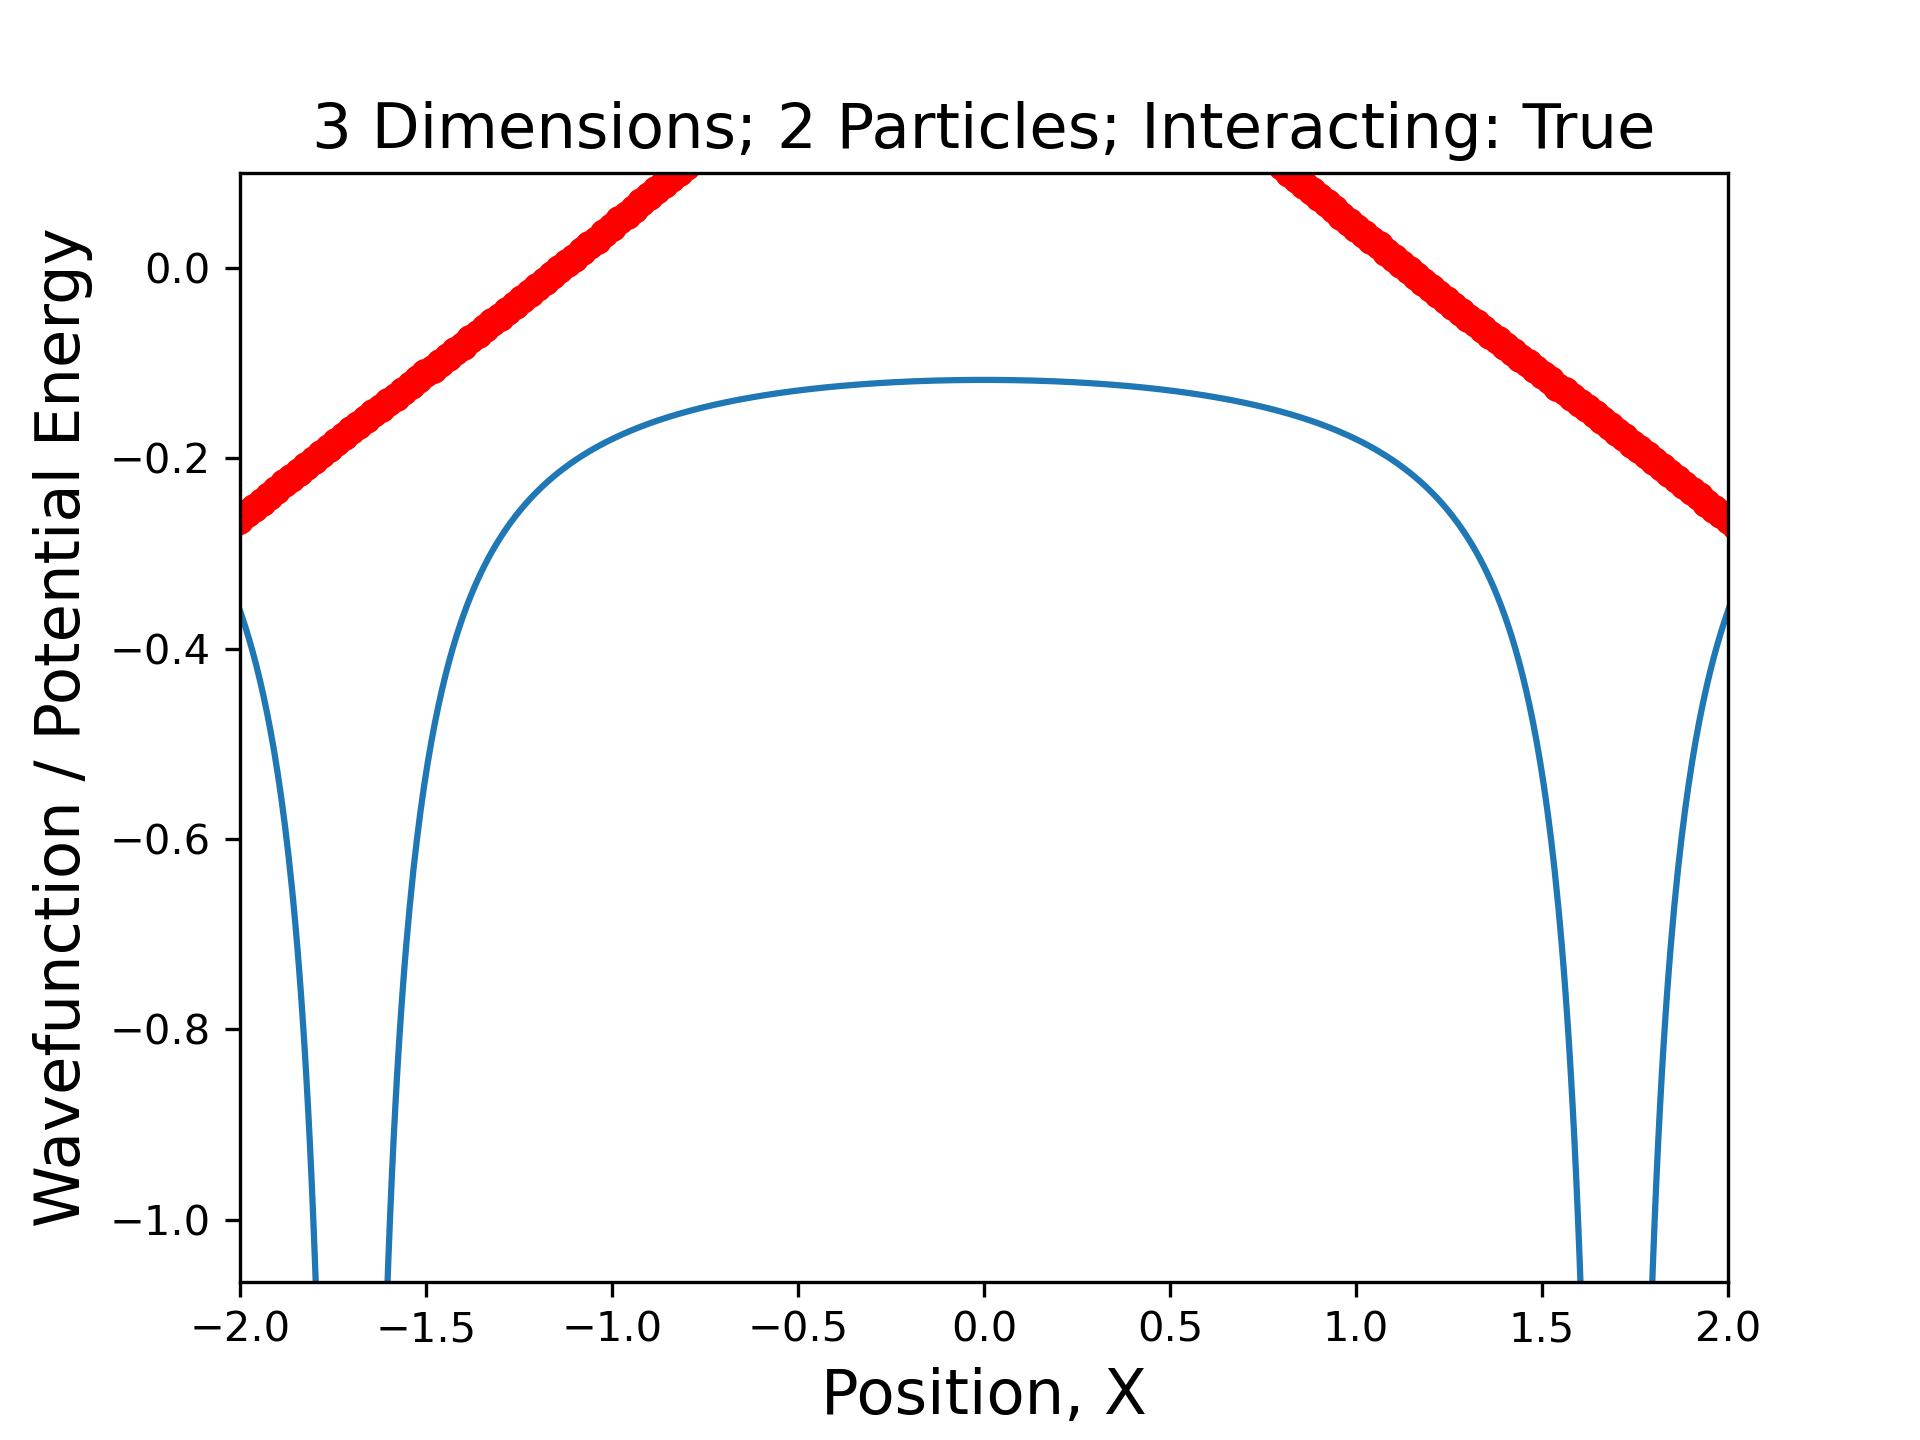 3 Dimensions; 2 Particles; Interacting: True
Wavefunction / Potential Energy
0.0
−0.2
−0.4
−0.6
−0.8
−1.0
−2.0 −1.5 −1.0 −0.5 0.0 0.5 1.0 1.5 2.0
Position, X